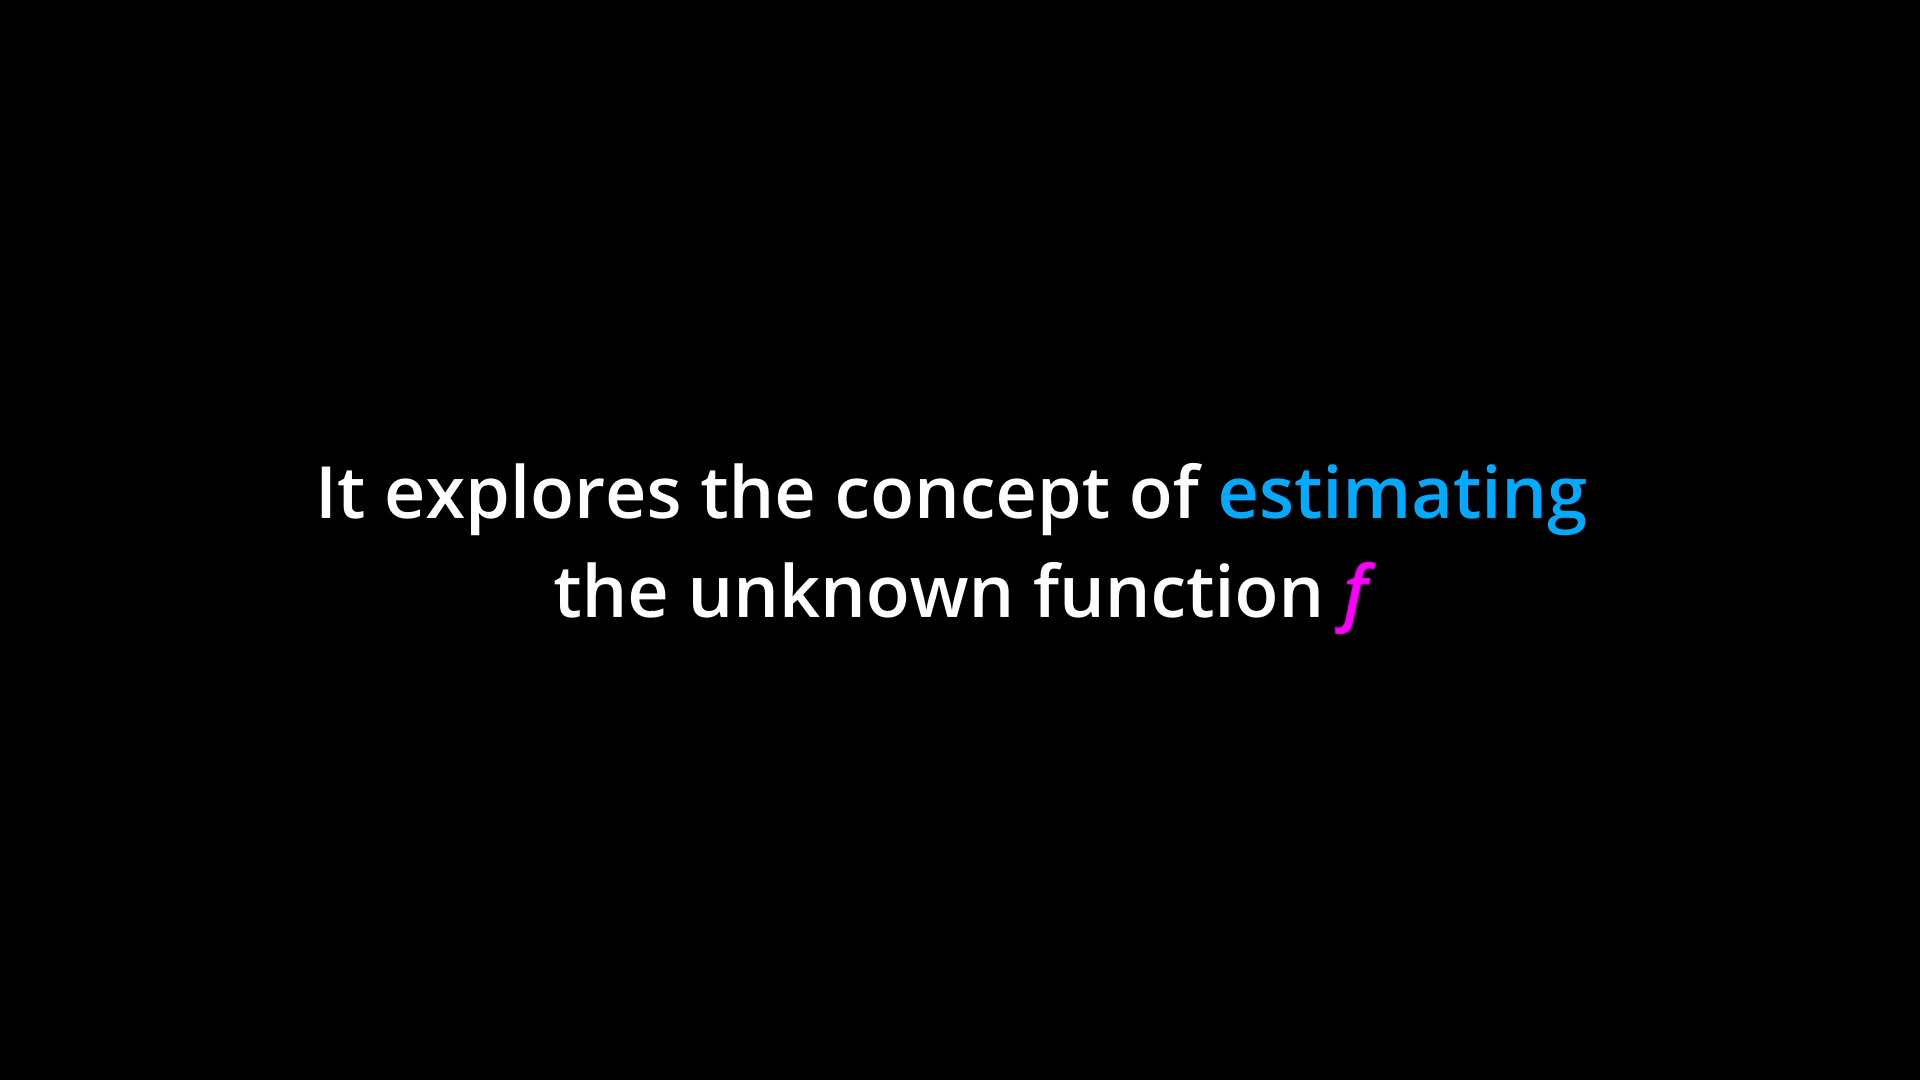 It explores the concept of estimating
the unknown function f